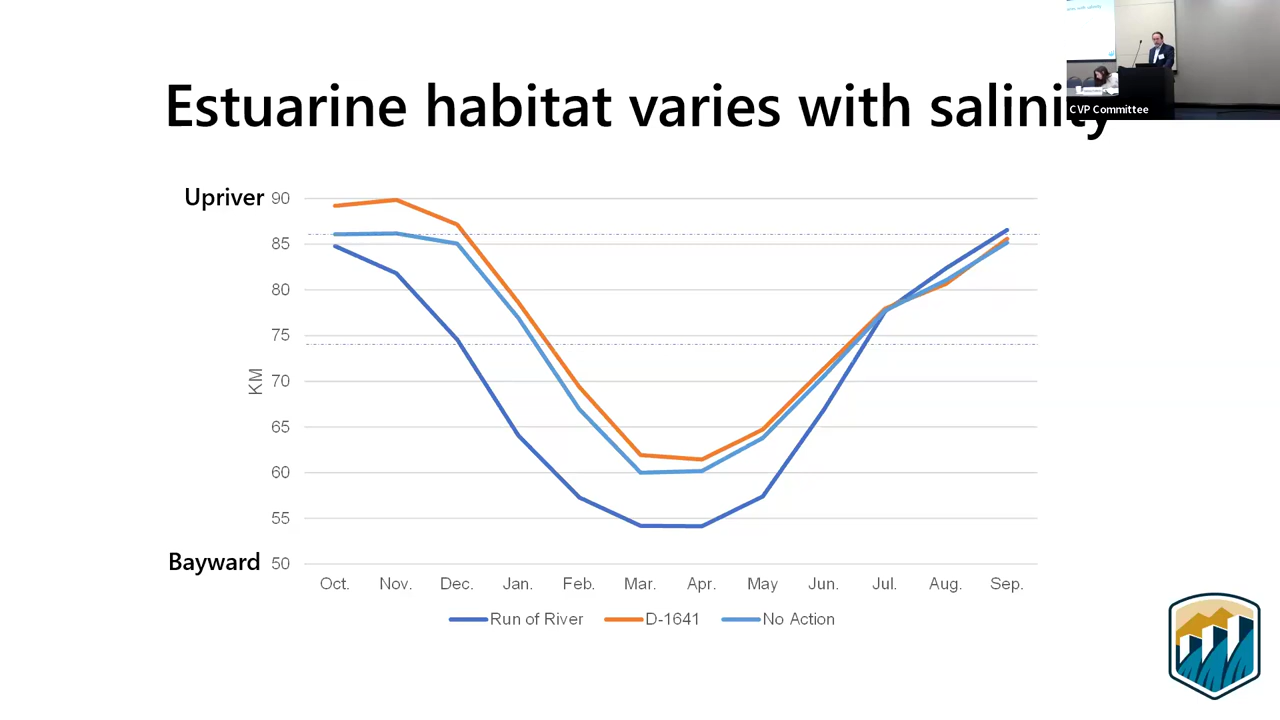 Estuarine habitat varies with salinity
CVP Committee
Upriver
90
85
80
75
70
65
60
55
50
KM
Bayward
Oct. Nov. Dec. Jan. Feb. Mar. Apr. May Jun. Jul. Aug. Sep.
Run of River D-1641 No Action